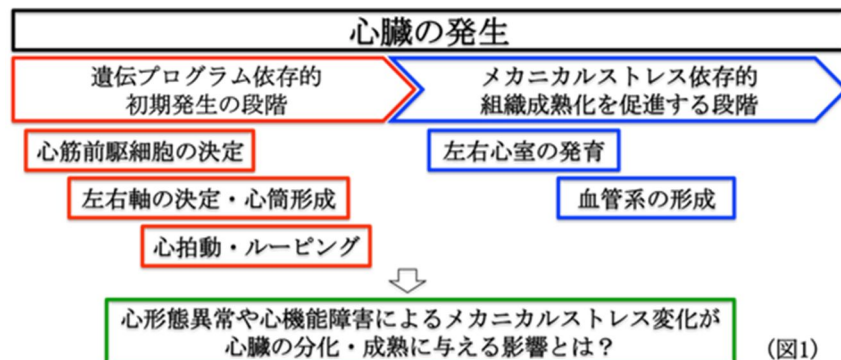 心臓の発生
遺伝プログラム依存的
初期発生の段階
メカニカルストレス依存的
組織成熟化を促進する段階
心筋前駆細胞の決定
左右軸の決定・心筒形成
心拍動・ルーピング
左右心室の発育
血管系の形成
心形態異常や心機能障害によるメカニカルストレス変化が
心臓の分化・成熟に与える影響とは？
(図1)